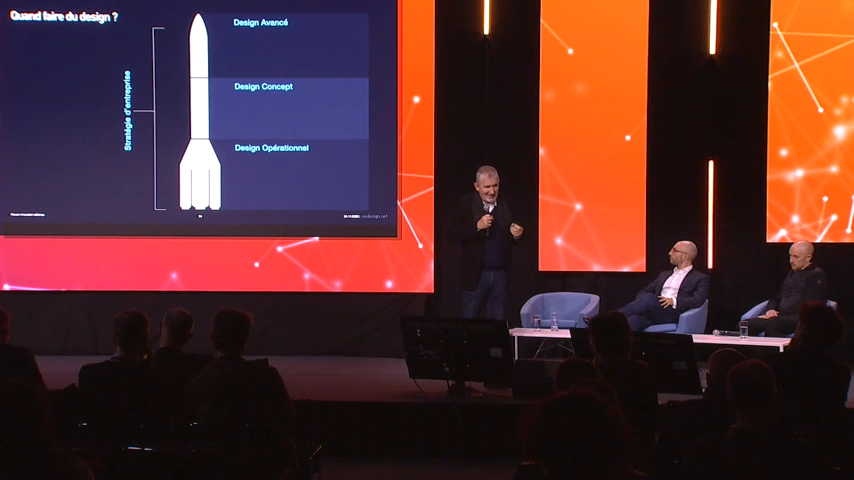 Quand faire du design ?
Design Avancé
Design Concept
Stratégie d'entreprise
Design Opérationnel